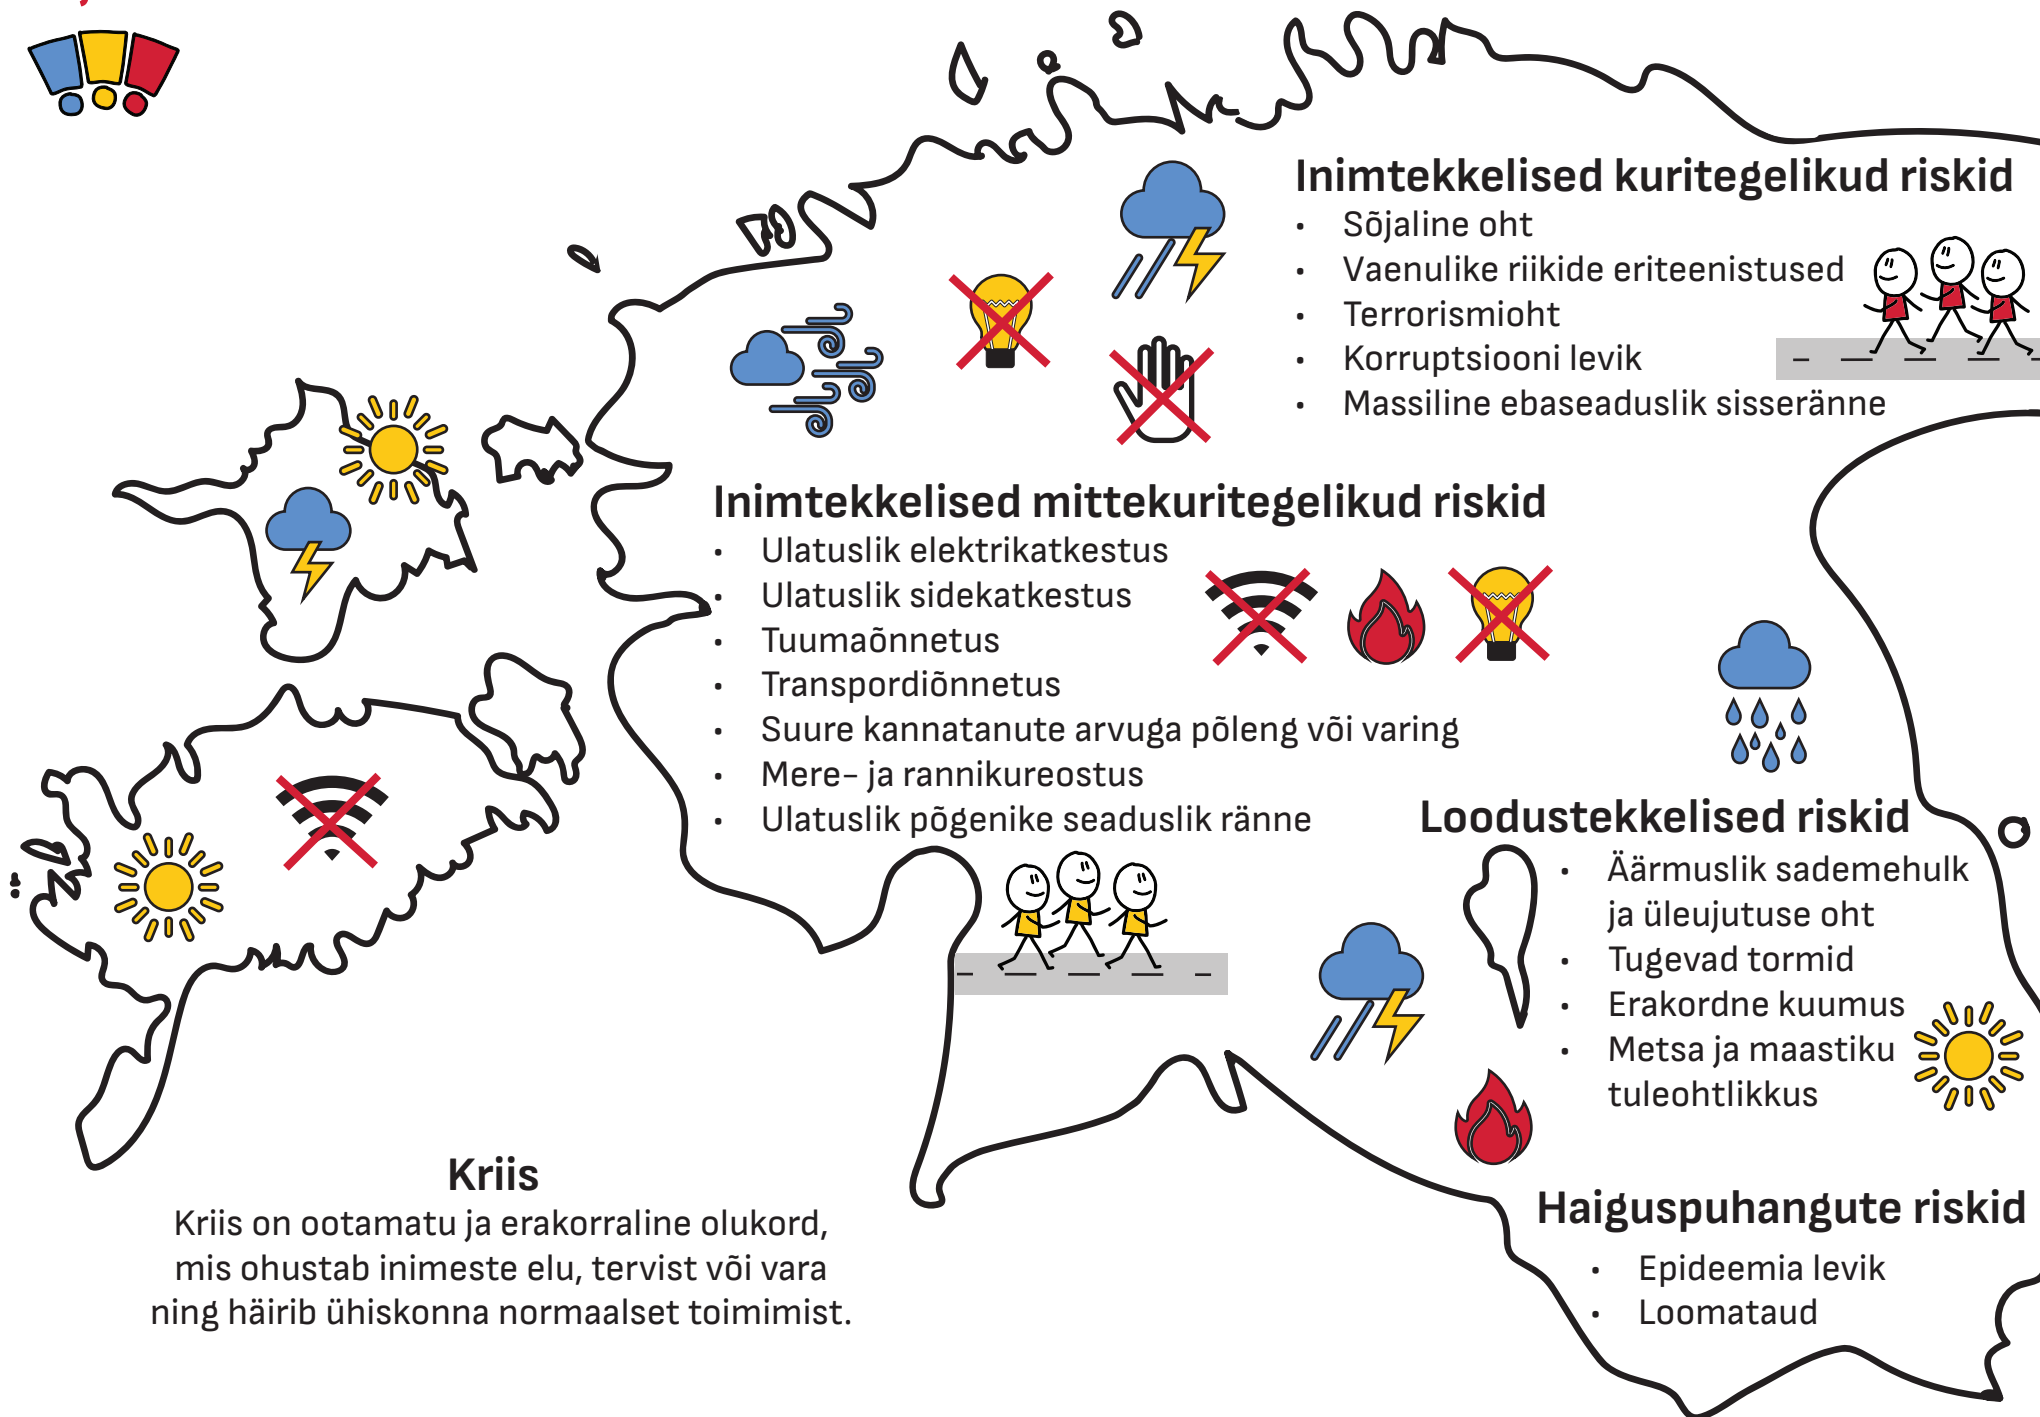 Inimtekkelised kuritegelikud riskid
• Sõjaline oht
• Vaenulike riikide eriteenistused
• Terrorismioht
• Korruptsiooni levik
• Massiline ebaseaduslik sisseränne
Inimtekkelised mittekuritegelikud riskid
• Ulatuslik elektrikatkestus
• Ulatuslik sidekatkestus
• Tuumaõnnetus
• Transpordiõnnetus
• Suure kannatanute arvuga põleng või varing
• Mere- ja rannikureostus
• Ulatuslik põgenike seaduslik ränne
Loodustekkelised riskid
• Äärmuslik sademehulk
ja üleujutuse oht
• Tugevad tormid
• Erakordne kuumus
• Metsa ja maastiku
tuleohtlikkus
Kriis
Kriis on ootamatu ja erakorraline olukord,
mis ohustab inimeste elu, tervist või vara
ning häirib ühiskonna normaalset toimimist.
Haiguspuhangute riskid
• Epideemia levik
• Loomataud